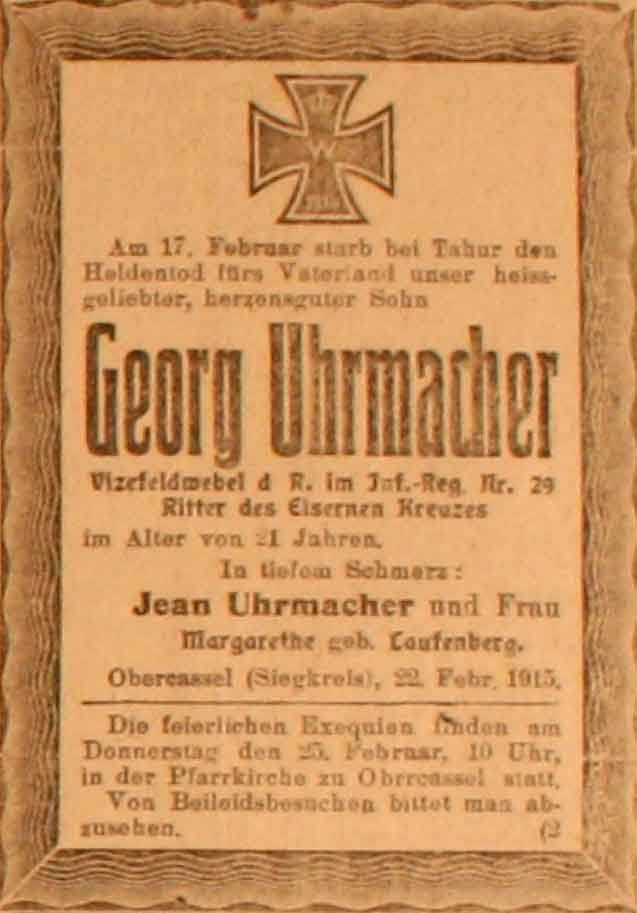 W
1914
Am 17. Februar starb bei Tahur den
Heldentod fürs Vaterland unser heiss-
geliebter, herzensguter Sohn
Georg Uhrmacher
Vizefeldwebel d R. im Inf.-Reg. Nr. 29
Ritter des Eisernen Kreuzes
im Alter von 21 Jahren.
In tiefem Schmerz:
Jean Uhrmacher und Frau
Margarethe geb. Laufenberg.
Obercassel (Siegkreis), 22. Febr. 1915.
Die feierlichen Exequien finden am
Donnerstag den 25. Februar, 10 Uhr,
in der Pfarrkirche zu Obercassel statt.
Von Beileidsbesuchen bittet man ab-
zusehen. (2